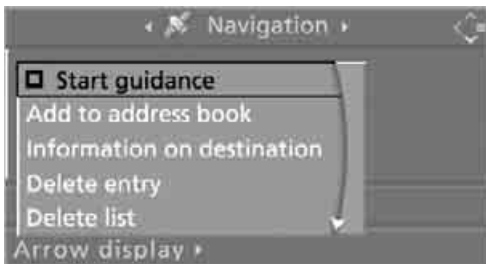 Navigation
Start guidance
Add to address book
Information on destination
Delete entry
Delete list
Arrow display